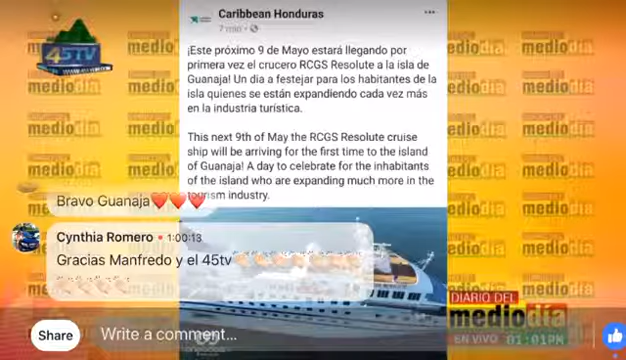 45TV
Caribbean Honduras
7 min
¡Este próximo 9 de Mayo estará llegando por
primera vez el crucero RCGS Resolute a la isla de
Guanaja! Un dia a festejar para los habitantes de la
isla quienes se están expandiendo cada vez más
en la industria turística.
This next 9th of May the RCGS Resolute cruise
ship will be arriving for the first time to the island
of Guanaja! A day to celebrate for the inhabitants
of the island who are expanding much more in the
tourism industry.
Bravo Guanaja❤️❤️❤️
Cynthia Romero • 1:00:13
Gracias Manfredo y el 45tv👏🏼👏🏼👏🏼👏🏼👏🏼👏🏼
👏🏼👏🏼👏🏼👏🏼
DIARIO DEL
mediodía
EN VIVO 01:01PM
Share
Write a comment...